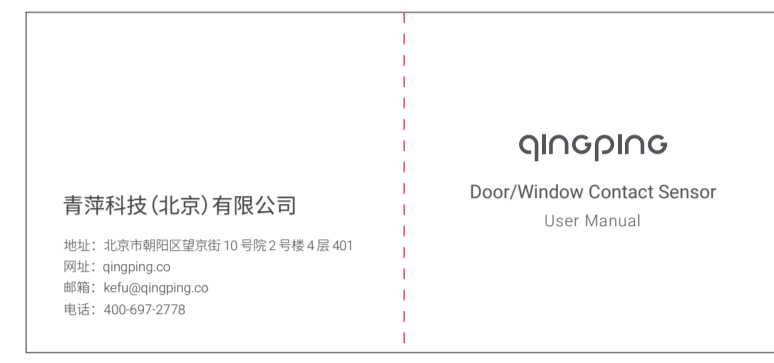 青萍科技（北京）有限公司
地址：北京市朝阳区望京街 10 号院 2 号楼 4 层 401
网址：qingping.co
邮箱：kefu@qingping.co
电话：400-697-2778
qingping
Door/Window Contact Sensor
User Manual